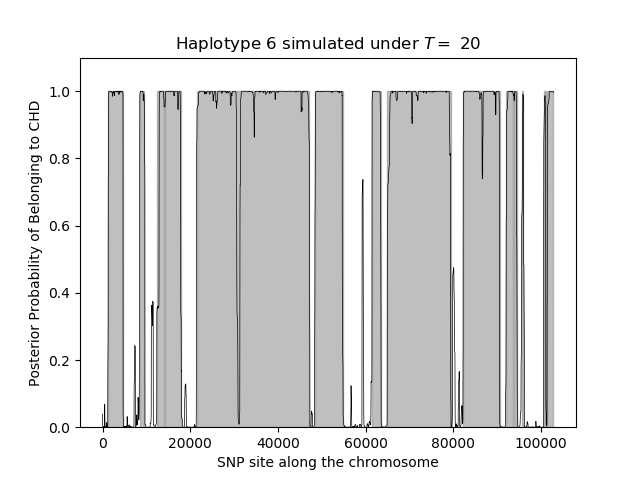 Haplotype 6 simulated under T = 20
Posterior Probability of Belonging to CHD
1.0
0.8
0.6
0.4
0.2
0.0
0 20000 40000 60000 80000 100000
SNP site along the chromosome